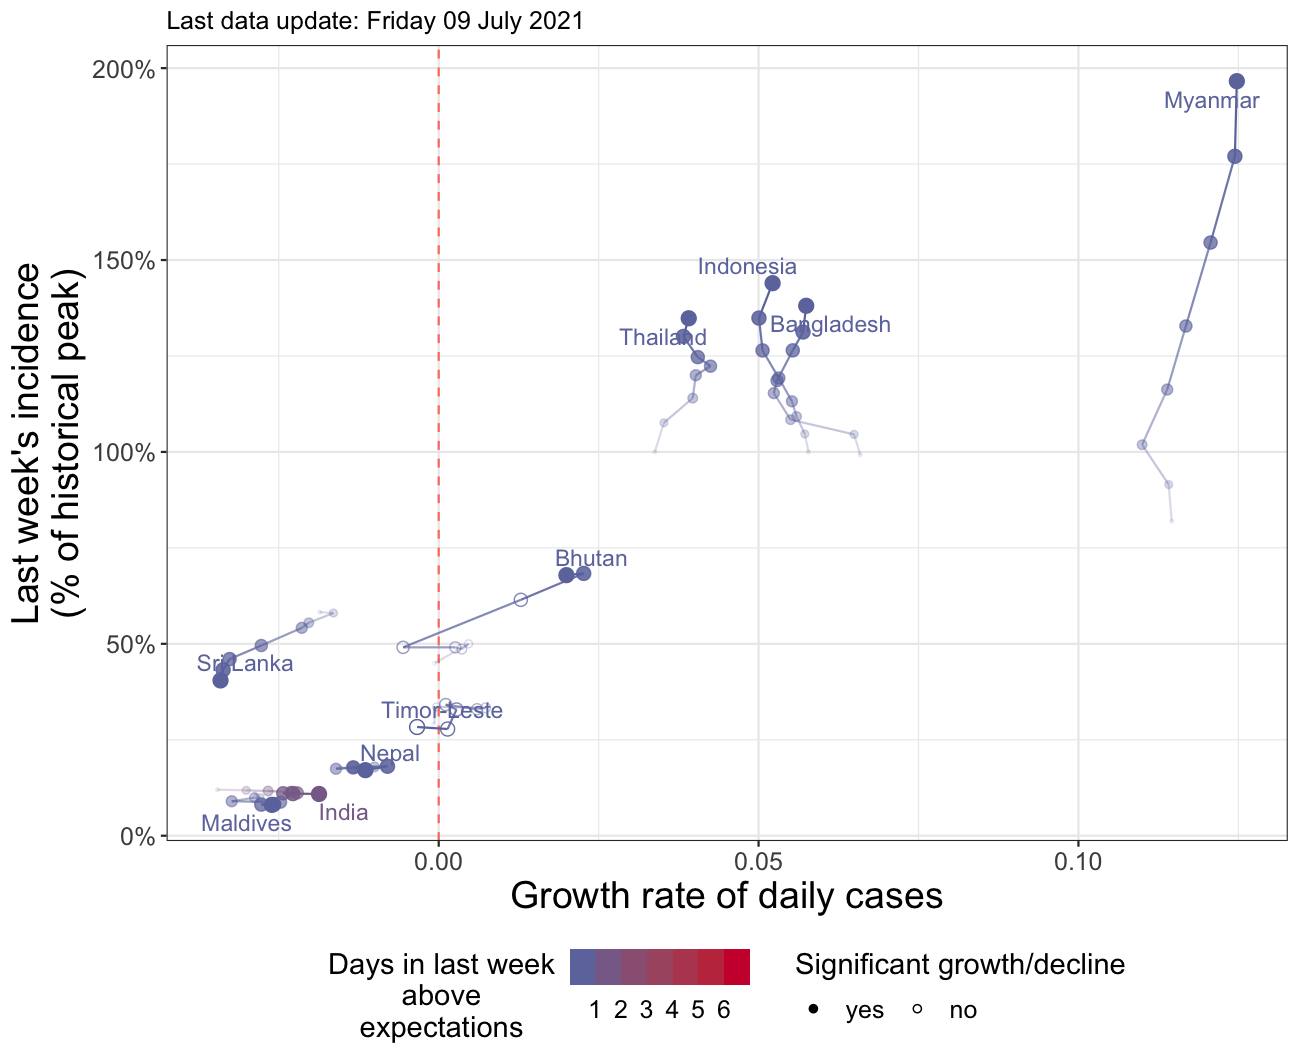 Last data update: Friday 09 July 2021
200%
150%
100%
50%
0%
Last week's incidence
(% of historical peak)
Myanmar
Indonesia
Bangladesh
Thailand
Bhutan
Sri Lanka
Timor-Leste
Nepal
India
Maldives
0.00
0.05
0.10
Growth rate of daily cases
Days in last week
above
expectations
1 2 3 4 5 6
Significant growth/decline
yes
no